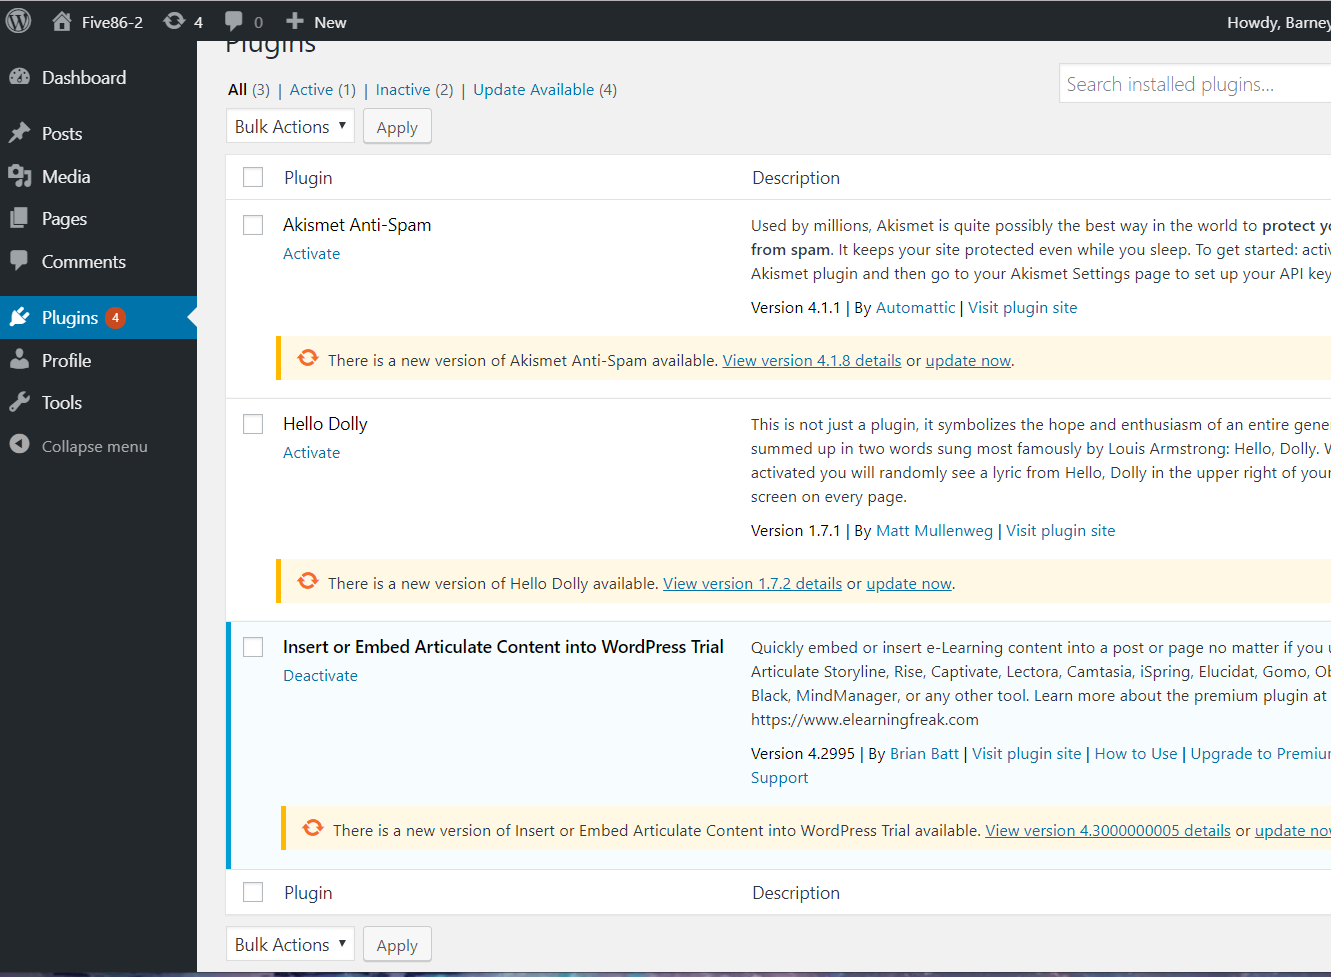 Five86-2 4 0 New Howdy, Barney
Plugins
Dashboard
Posts
Media
Pages
Comments
Plugins 4
Profile
Tools
Collapse menu
All (3) | Active (1) | Inactive (2) | Update Available (4)
Search installed plugins...
Bulk Actions Apply
Plugin Description
Akismet Anti-Spam
Activate
Used by millions, Akismet is quite possibly the best way in the world to protect
from spam. It keeps your site protected even while you sleep. To get started:
Akismet plugin and then go to your Akismet Settings page to set up your API key
Version 4.1.1 | By Automattic | Visit plugin site
There is a new version of Akismet Anti-Spam available. View version 4.1.8 details or update now.
Hello Dolly
Activate
This is not just a plugin, it symbolizes the hope and enthusiasm of an entire
summed up in two words sung most famously by Louis Armstrong: Hello, Dolly.
activated you will randomly see a lyric from Hello, Dolly in the upper right of your
screen on every page.
Version 1.7.1 | By Matt Mullenweg | Visit plugin site
There is a new version of Hello Dolly available. View version 1.7.2 details or update now.
Insert or Embed Articulate Content into WordPress Trial
Deactivate
Quickly embed or insert e-Learning content into a post or page no matter if you
Articulate Storyline, Rise, Captivate, Lectora, Camtasia, iSpring, Elucidat, Gomo,
Black, MindManager, or any other tool. Learn more about the premium plugin at
https://www.elearningfreak.com
Version 4.2995 | By Brian Batt | Visit plugin site | How to Use | Upgrade to
Support
There is a new version of Insert or Embed Articulate Content into WordPress Trial available. View version 4.3000000005 details or update
Plugin Description
Bulk Actions Apply